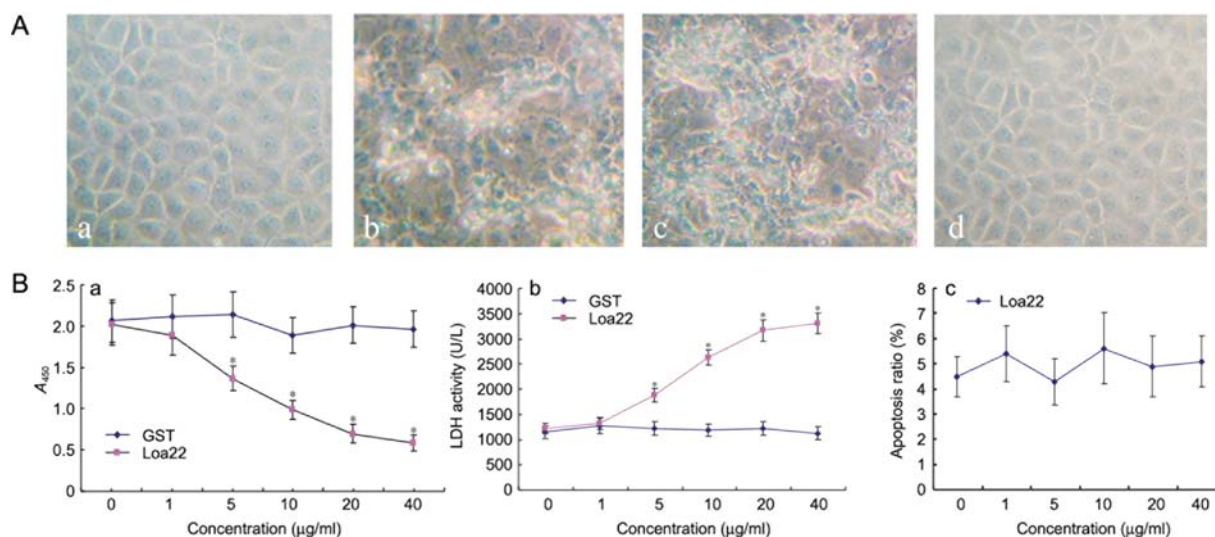 A
a
b
c
d
B
a
2.5
2.0
1.5
1.0
0.5
0
A450
GST
Loa22
* * * *
0 1 5 10 20 40
Concentration (μg/ml)
b
4000
3500
3000
2500
2000
1500
1000
500
0
LDH activity (U/L)
GST
Loa22
* * * *
0 1 5 10 20 40
Concentration (μg/ml)
c
8
7
6
5
4
3
2
1
0
Apoptosis ratio (%)
Loa22
0 1 5 10 20 40
Concentration (μg/ml)